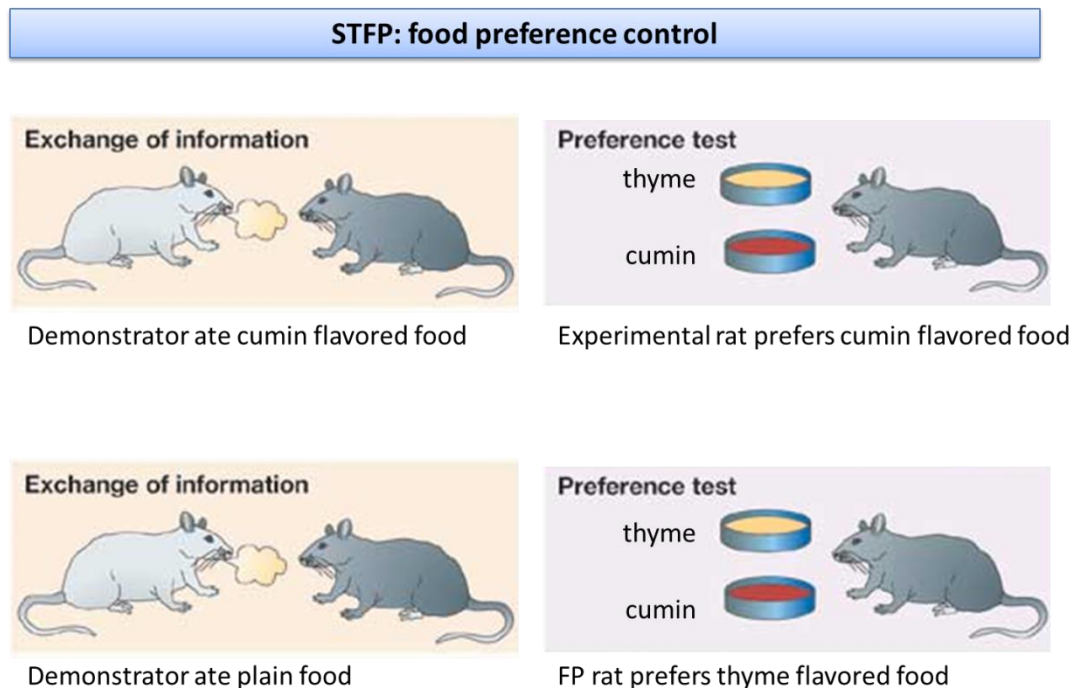 STFP: food preference control
Exchange of information
Preference test
thyme
cumin
Demonstrator ate cumin flavored food
Experimental rat prefers cumin flavored food
Exchange of information
Preference test
thyme
cumin
Demonstrator ate plain food
FP rat prefers thyme flavored food